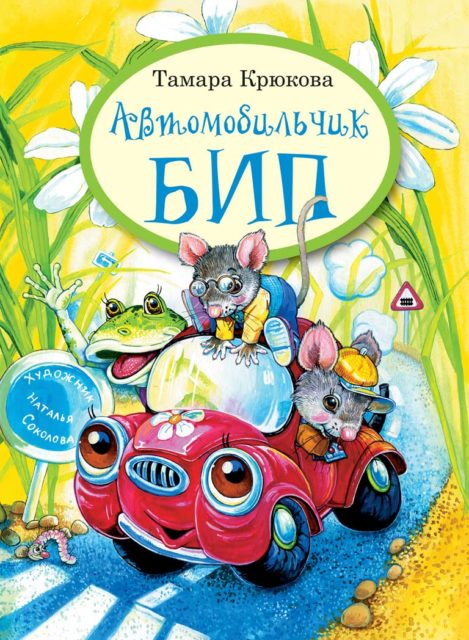 Тамара Крюкова
Автомобильчик
БИП
Художник
Наталья
Соколова